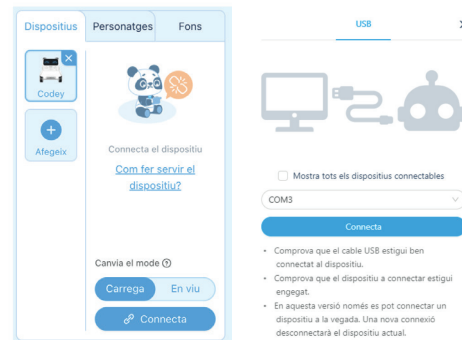 Dispositius
Personatges
Fons
Codey
Afegeix
Connecta el dispositiu
Com fer servir el
dispositiu?
Canvia el mode
Carrega
En viu
Connecta
USB
Mostra tots els dispositius connectables
COM3
Connecta
• Comprova que el cable USB estigui ben
connectat al dispositiu.
• Comprova que el dispositiu a connectar estigui
engegat.
• En aquesta versió només es pot connectar un
dispositiu a la vegada. Una nova connexió
desconnectarà el dispositiu actual.